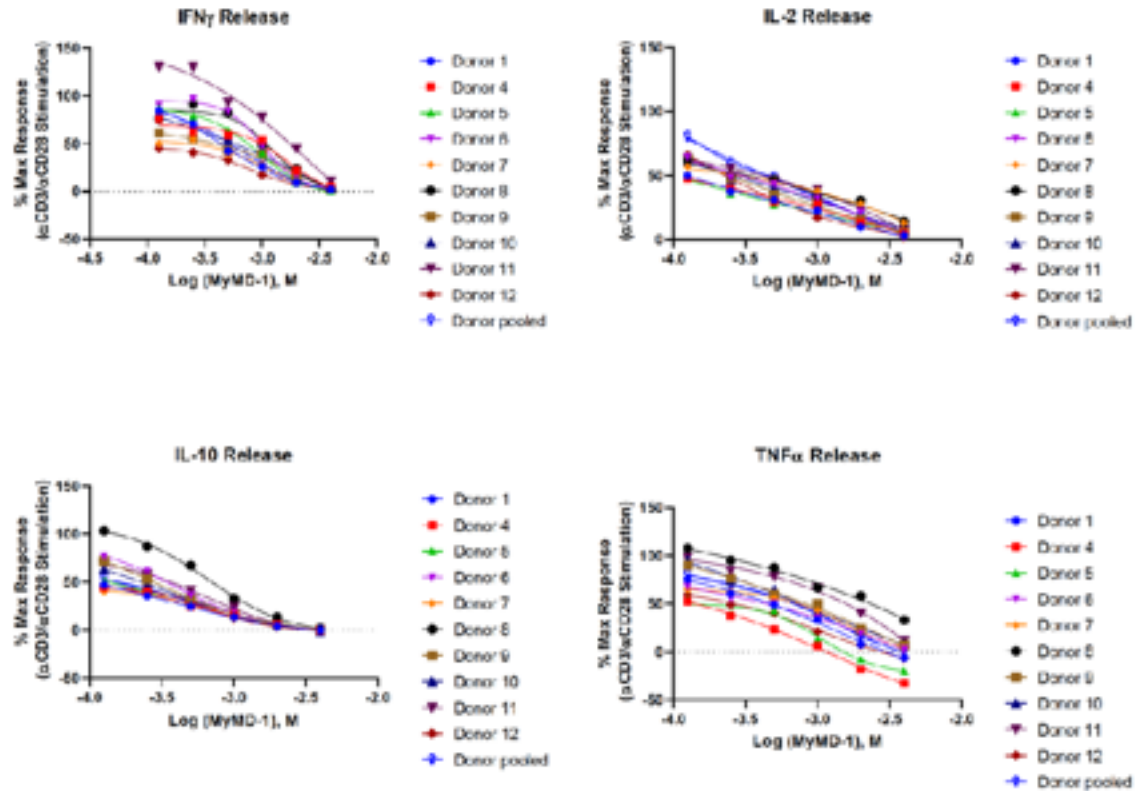 IFNγ Release
% Max Response
(αCD3/αCD28 Stimulation)
150
100
50
0
-50
-4.5
-4.0
-3.5
-3.0
-2.5
-2.0
Log (MyMD-1), M
Donor 1
Donor 4
Donor 5
Donor 6
Donor 7
Donor 8
Donor 9
Donor 10
Donor 11
Donor 12
Donor pooled
IL-2 Release
% Max Response
(αCD3/αCD28 Stimulation)
150
100
50
0
-4.0
-3.5
-3.0
-2.5
-2.0
Log (MyMD-1), M
Donor 1
Donor 4
Donor 5
Donor 6
Donor 7
Donor 8
Donor 9
Donor 10
Donor 11
Donor 12
Donor pooled
IL-10 Release
% Max Response
(αCD3/αCD28 Stimulation)
150
100
50
0
-50
-4.0
-3.5
-3.0
-2.5
-2.0
Log (MyMD-1), M
Donor 1
Donor 4
Donor 5
Donor 6
Donor 7
Donor 8
Donor 9
Donor 10
Donor 11
Donor 12
Donor pooled
TNFα Release
% Max Response
(αCD3/αCD28 Stimulation)
150
100
50
0
-50
-4.0
-3.5
-3.0
-2.5
-2.0
Log (MyMD-1), M
Donor 1
Donor 4
Donor 5
Donor 6
Donor 7
Donor 8
Donor 9
Donor 10
Donor 11
Donor 12
Donor pooled